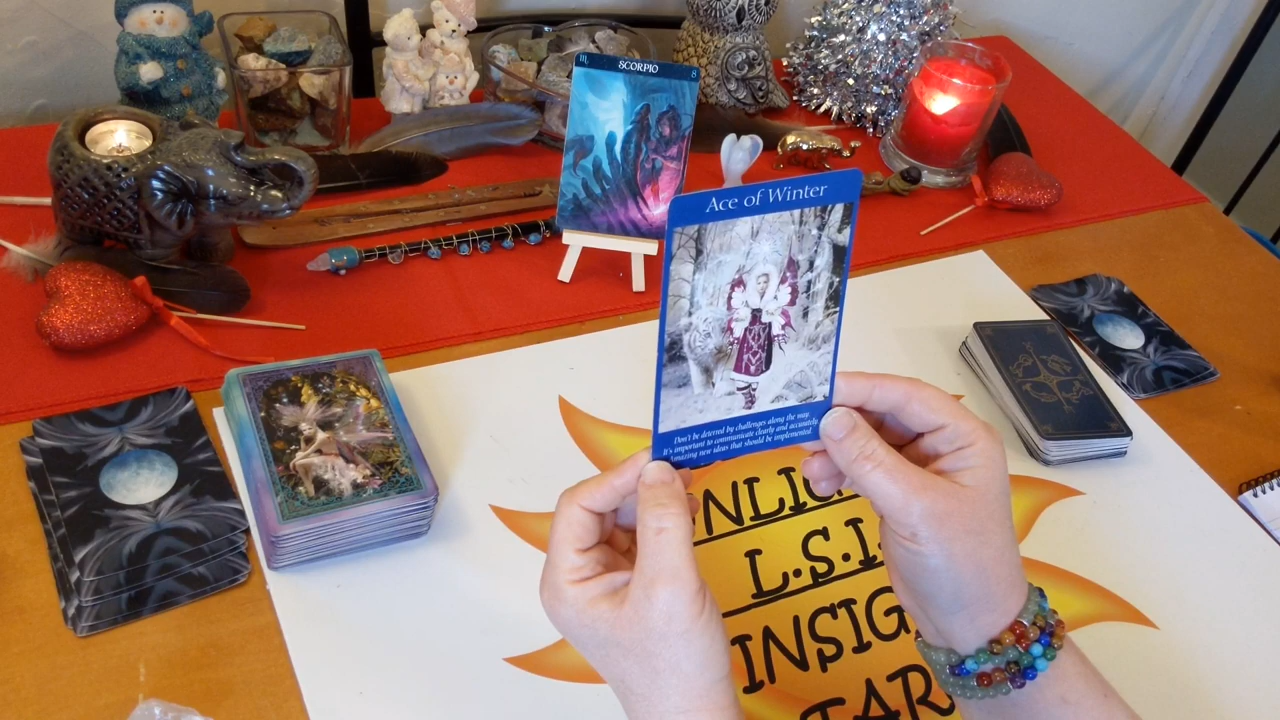 ♏ SCORPIO 8
Ace of Winter
Don't be deterred by challenges along the way.
It's important to communicate clearly and accurately.
Amazing new ideas that should be implemented.
NLIG
L.S.I.
INSIG
TAR